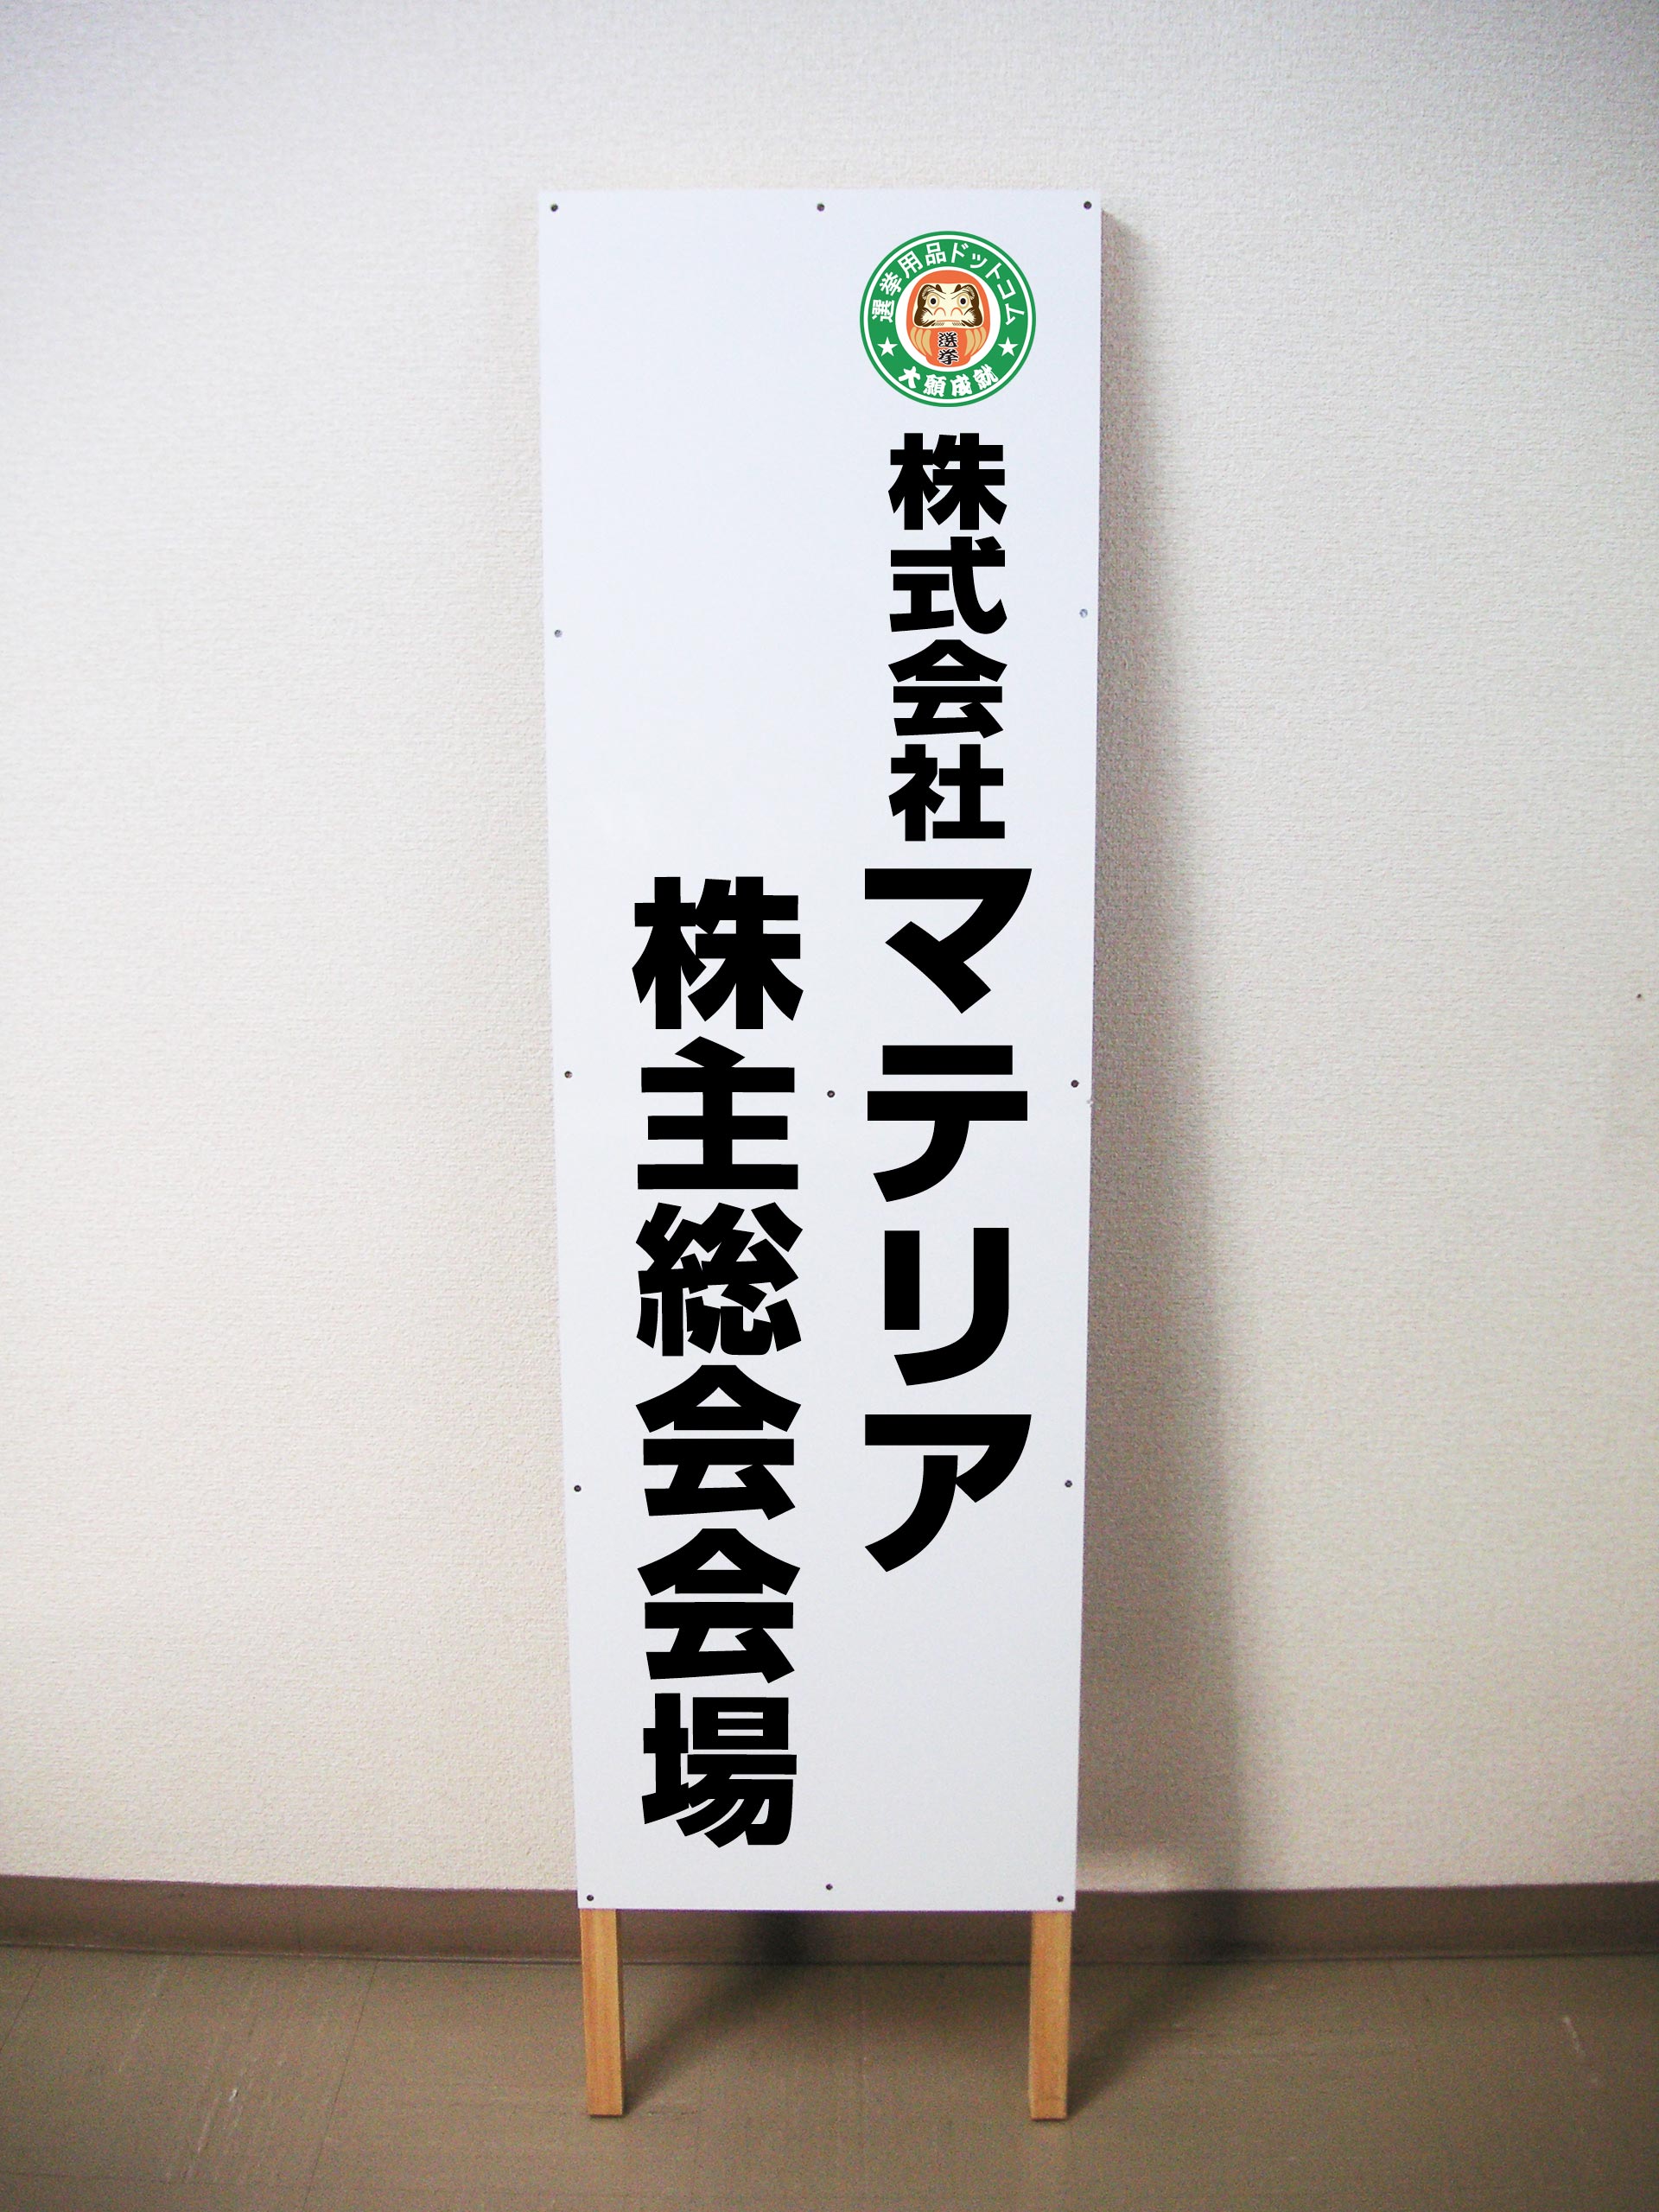 選挙用品ドットコム
選挙
大願成就
株式会社マテリア
株主総会会場